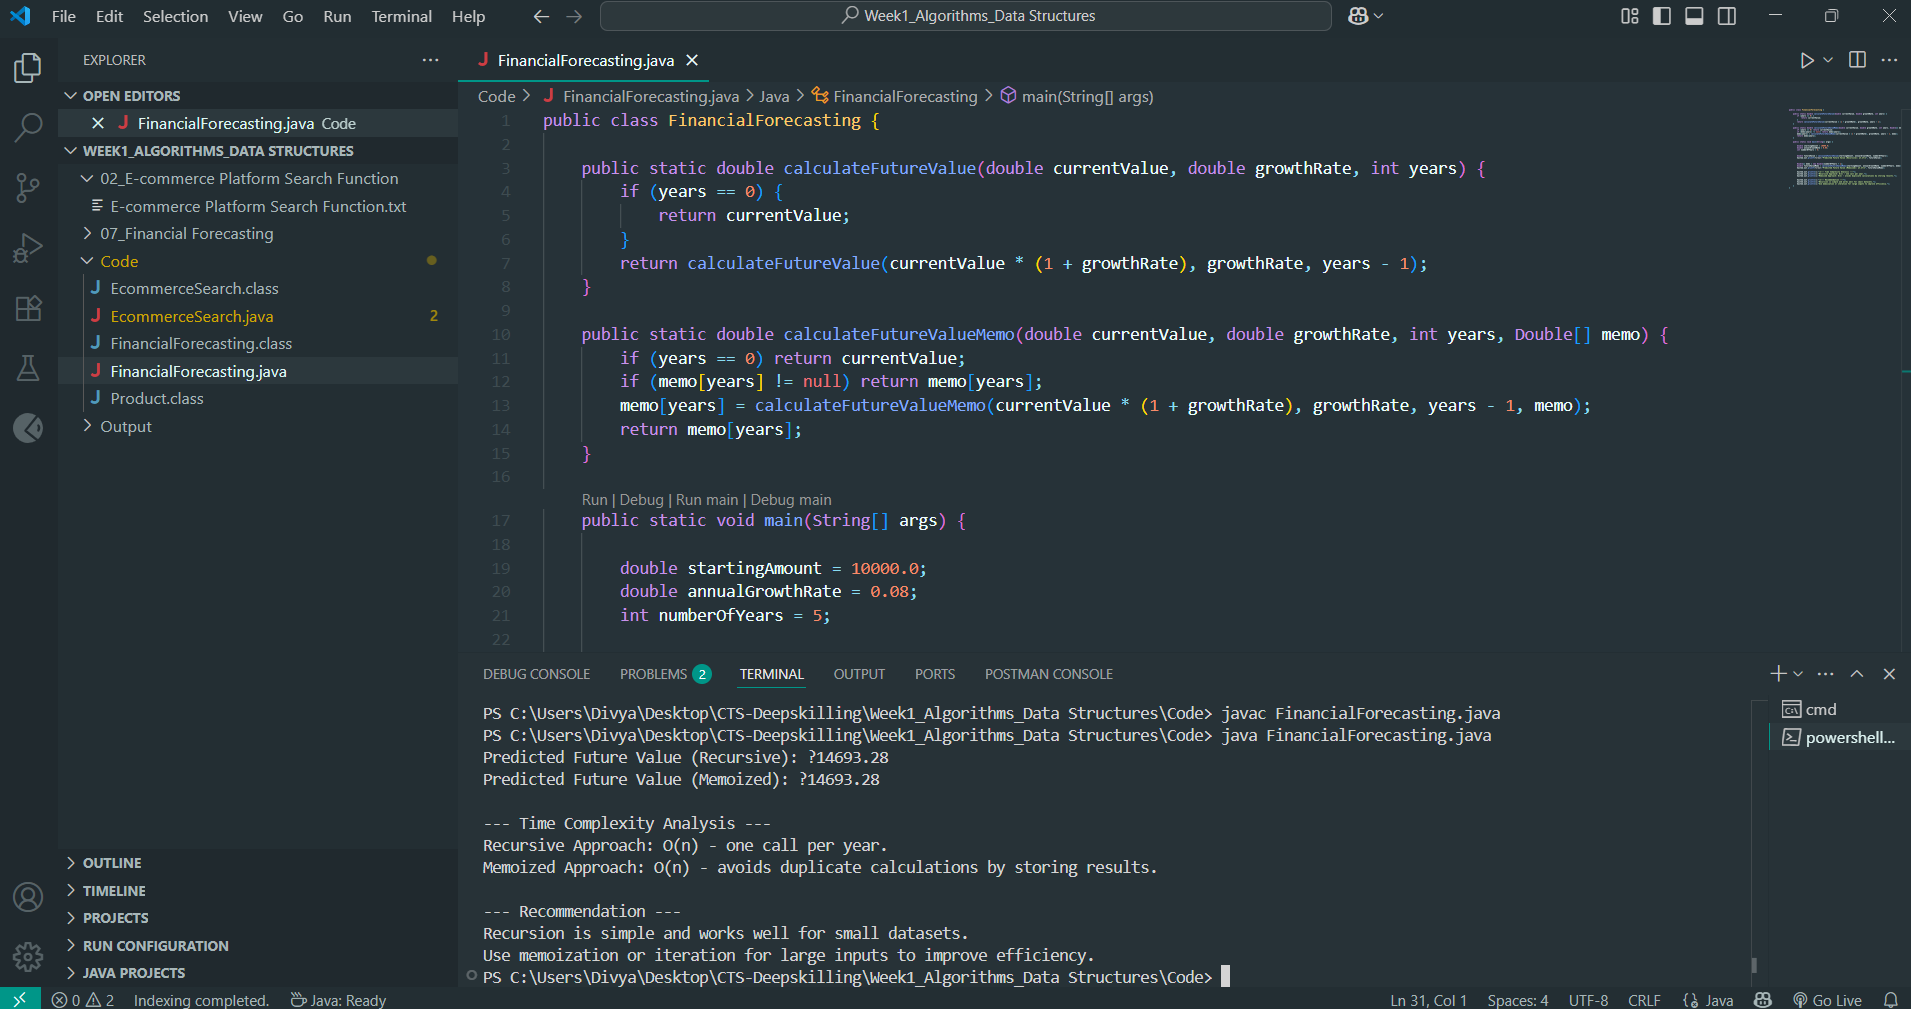 File Edit Selection View Go Run Terminal Help
Week1_Algorithms_Data Structures
EXPLORER
OPEN EDITORS
FinancialForecasting.java Code
WEEK1_ALGORITHMS_DATA STRUCTURES
02_E-commerce Platform Search Function
E-commerce Platform Search Function.txt
07_Financial Forecasting
Code
EcommerceSearch.class
EcommerceSearch.java 2
FinancialForecasting.class
FinancialForecasting.java
Product.class
Output
OUTLINE
TIMELINE
PROJECTS
RUN CONFIGURATION
JAVA PROJECTS
FinancialForecasting.java
Code > FinancialForecasting.java > Java > FinancialForecasting > main(String[] args)
1 public class FinancialForecasting {
2
3 public static double calculateFutureValue(double currentValue, double growthRate, int years) {
4 if (years == 0) {
5 return currentValue;
6 }
7 return calculateFutureValue(currentValue * (1 + growthRate), growthRate, years - 1);
8 }
9
10 public static double calculateFutureValueMemo(double currentValue, double growthRate, int years, Double[] memo) {
11 if (years == 0) return currentValue;
12 if (memo[years] != null) return memo[years];
13 memo[years] = calculateFutureValueMemo(currentValue * (1 + growthRate), growthRate, years - 1, memo);
14 return memo[years];
15 }
16
Run | Debug | Run main | Debug main
17 public static void main(String[] args) {
18
19 double startingAmount = 10000.0;
20 double annualGrowthRate = 0.08;
21 int numberOfYears = 5;
22
DEBUG CONSOLE PROBLEMS 2 TERMINAL OUTPUT PORTS POSTMAN CONSOLE
PS C:\Users\Divya\Desktop\CTS-Deepskilling\Week1_Algorithms_Data Structures\Code> javac FinancialForecasting.java
PS C:\Users\Divya\Desktop\CTS-Deepskilling\Week1_Algorithms_Data Structures\Code> java FinancialForecasting.java
Predicted Future Value (Recursive): ?14693.28
Predicted Future Value (Memoized): ?14693.28
--- Time Complexity Analysis ---
Recursive Approach: O(n) - one call per year.
Memoized Approach: O(n) - avoids duplicate calculations by storing results.
--- Recommendation ---
Recursion is simple and works well for small datasets.
Use memoization or iteration for large inputs to improve efficiency.
PS C:\Users\Divya\Desktop\CTS-Deepskilling\Week1_Algorithms_Data Structures\Code>
cmd
powershell...
0 2 Indexing completed. Java: Ready
Ln 31, Col 1 Spaces: 4 UTF-8 CRLF Java Go Live